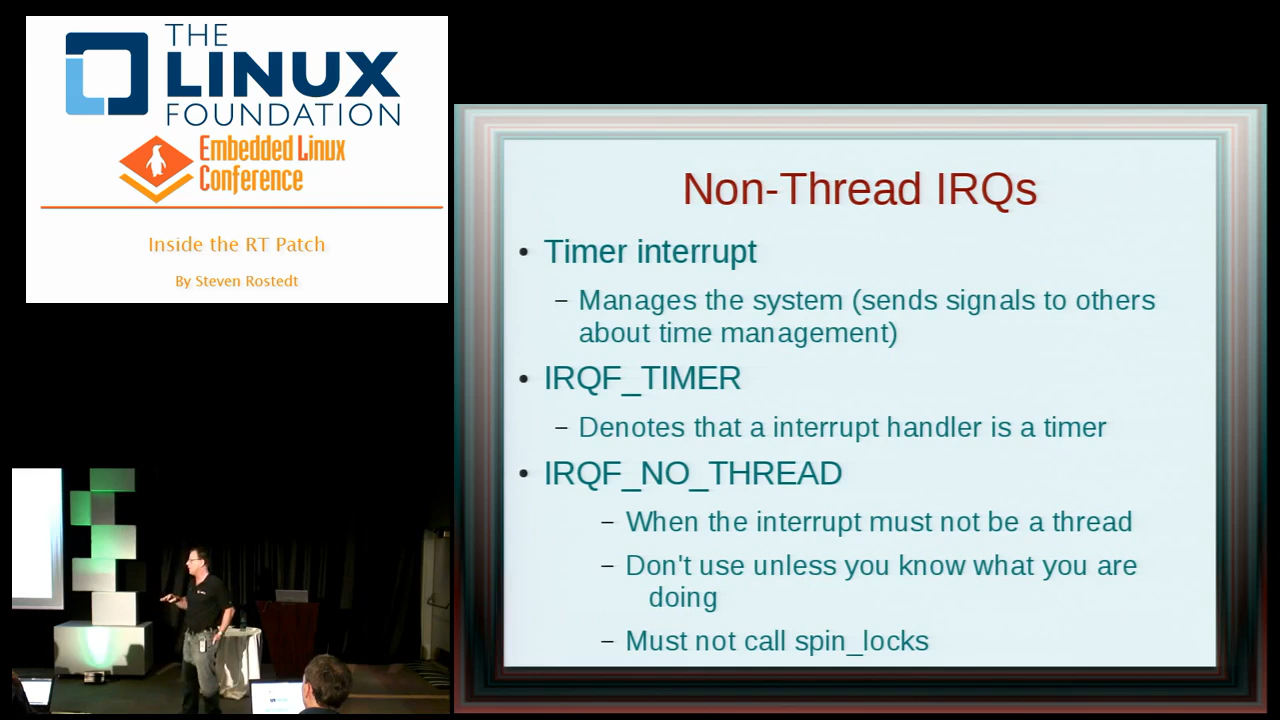 THE
LINUX
FOUNDATION
Embedded Linux
Conference
Inside the RT Patch
By Steven Rostedt
Non-Thread IRQs
• Timer interrupt
– Manages the system (sends signals to others
about time management)
• IRQF_TIMER
– Denotes that a interrupt handler is a timer
• IRQF_NO_THREAD
– When the interrupt must not be a thread
– Don't use unless you know what you are
doing
– Must not call spin_locks